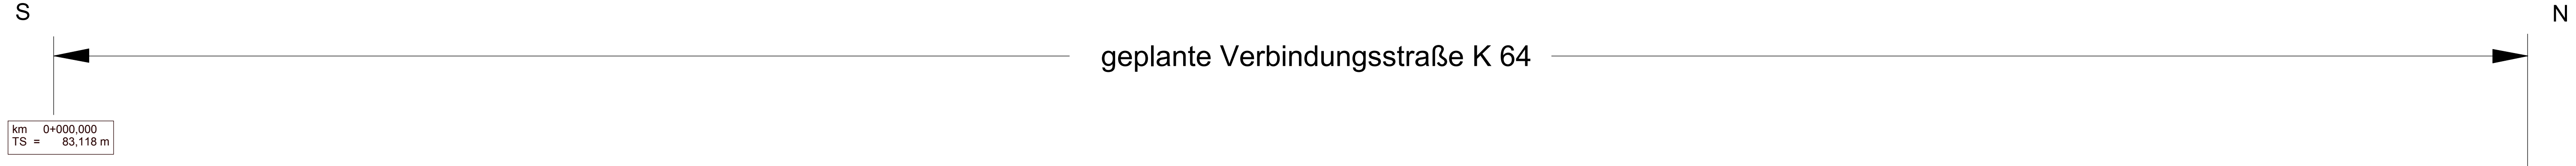 S
N
geplante Verbindungsstraße K 64
km 0+000,000
TS = 83,118 m